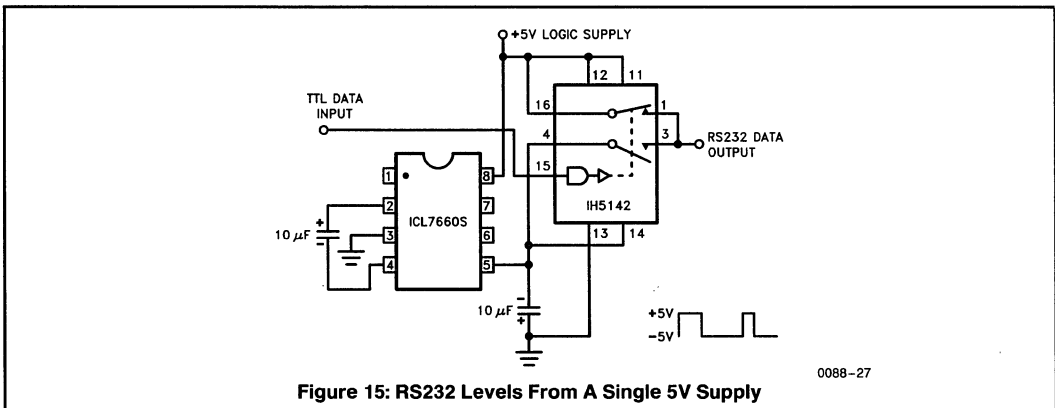 +5V LOGIC SUPPLY
12 11
TTL DATA
INPUT
16 1
4 3
RS232 DATA
OUTPUT
15
1 8
IH5142
2 7
ICL7660S
+
10 µF
-
3 6
13 14
4 5
-
10 µF
+
+5V
-5V
0088-27
Figure 15: RS232 Levels From A Single 5V Supply